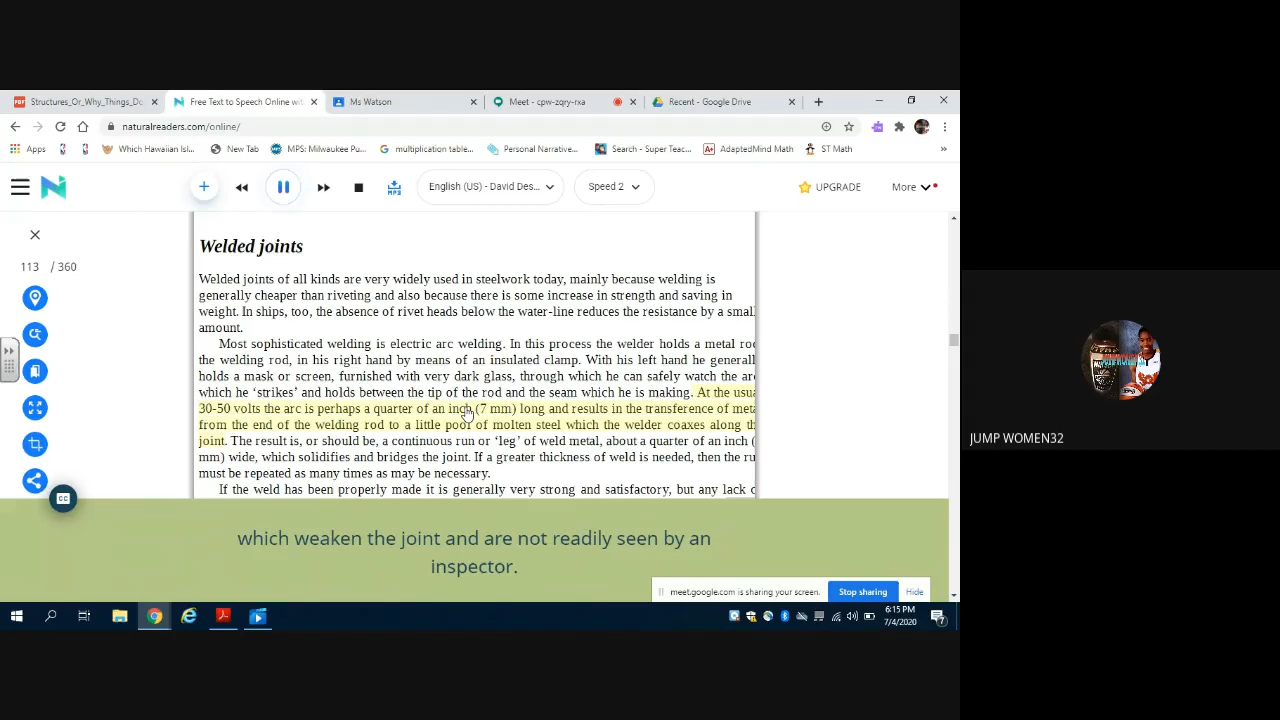 Structures_Or_Why_Things_Do
Free Text to Speech Online wit
Ms Watson
Meet - cpw-zqry-rxa
Recent - Google Drive
naturalreaders.com/online/
Apps
Which Hawaiian Isl...
New Tab
MPS: Milwaukee Pu...
multiplication table...
Personal Narrative...
Search - Super Teac...
AdaptedMind Math
ST Math
MP3
English (US) - David Des...
Speed 2
UPGRADE
More
113 / 360
Welded joints
Welded joints of all kinds are very widely used in steelwork today, mainly because welding is
generally cheaper than riveting and also because there is some increase in strength and saving in
weight. In ships, too, the absence of rivet heads below the water-line reduces the resistance by a small
amount.
Most sophisticated welding is electric arc welding. In this process the welder holds a metal rod
the welding rod, in his right hand by means of an insulated clamp. With his left hand he generall
holds a mask or screen, furnished with very dark glass, through which he can safely watch the arc
which he ‘strikes’ and holds between the tip of the rod and the seam which he is making. At the usua
30-50 volts the arc is perhaps a quarter of an inch (7 mm) long and results in the transference of meta
from the end of the welding rod to a little pool of molten steel which the welder coaxes along th
joint. The result is, or should be, a continuous run or ‘leg’ of weld metal, about a quarter of an inch (
mm) wide, which solidifies and bridges the joint. If a greater thickness of weld is needed, then the ru
must be repeated as many times as may be necessary.
If the weld has been properly made it is generally very strong and satisfactory, but any lack o
CC
which weaken the joint and are not readily seen by an
inspector.
meet.google.com is sharing your screen.
Stop sharing
Hide
6:15 PM
7/4/2020
7
JUMP WOMEN32